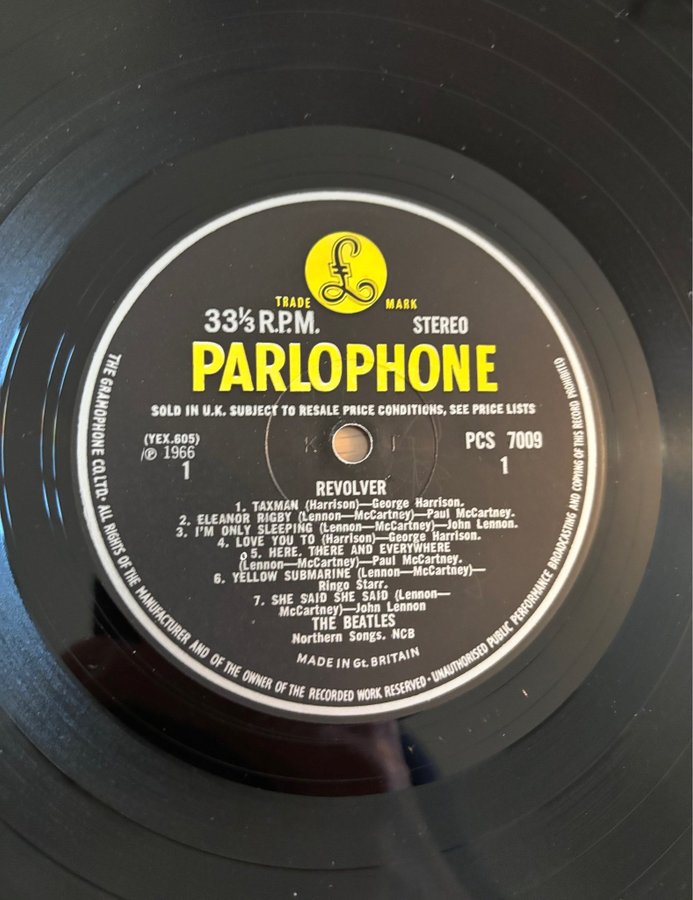 £
TRADE MARK
33⅓ R.P.M. STEREO
PARLOPHONE
SOLD IN U.K. SUBJECT TO RESALE PRICE CONDITIONS, SEE PRICE LISTS
(YEX.605) PCS 7009
℗ 1966
1 1
REVOLVER
1. TAXMAN (Harrison)—George Harrison.
2. ELEANOR RIGBY (Lennon—McCartney)—Paul McCartney.
3. I'M ONLY SLEEPING (Lennon—McCartney)—John Lennon.
4. LOVE YOU TO (Harrison)—George Harrison.
5. HERE, THERE AND EVERYWHERE
(Lennon—McCartney)—Paul McCartney.
6. YELLOW SUBMARINE (Lennon—McCartney)—
Ringo Starr.
7. SHE SAID SHE SAID (Lennon—
McCartney)—John Lennon
THE BEATLES
Northern Songs. NCB
MADE IN Gt. BRITAIN
THE GRAMOPHONE CO. LTD. ALL RIGHTS OF THE MANUFACTURER AND OF THE OWNER OF THE RECORDED WORK RESERVED · UNAUTHORISED PUBLIC PERFORMANCE BROADCASTING AND COPYING OF THIS RECORD PROHIBITED